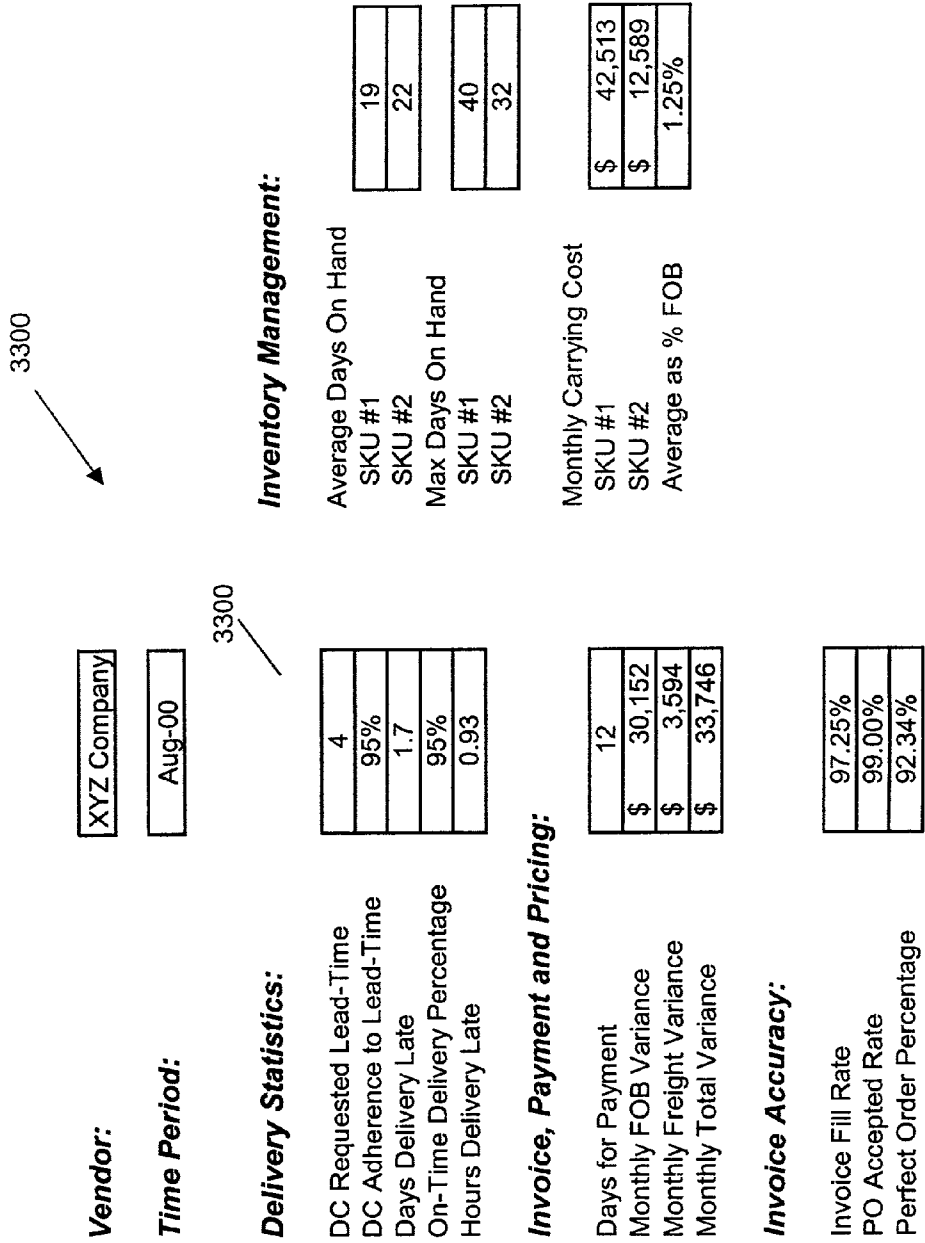 3300
Vendor: XYZ Company
Time Period: Aug-00
3300
Delivery Statistics:
DC Requested Lead-Time 4
DC Adherence to Lead-Time 95%
Days Delivery Late 1.7
On-Time Delivery Percentage 95%
Hours Delivery Late 0.93
Invoice, Payment and Pricing:
Days for Payment 12
Monthly FOB Variance $ 30,152
Monthly Freight Variance $ 3,594
Monthly Total Variance $ 33,746
Invoice Accuracy:
Invoice Fill Rate 97.25%
PO Accepted Rate 99.00%
Perfect Order Percentage 92.34%
Inventory Management:
Average Days On Hand
SKU #1 19
SKU #2 22
Max Days On Hand
SKU #1 40
SKU #2 32
Monthly Carrying Cost
SKU #1 $ 42,513
SKU #2 $ 12,589
Average as % FOB 1.25%